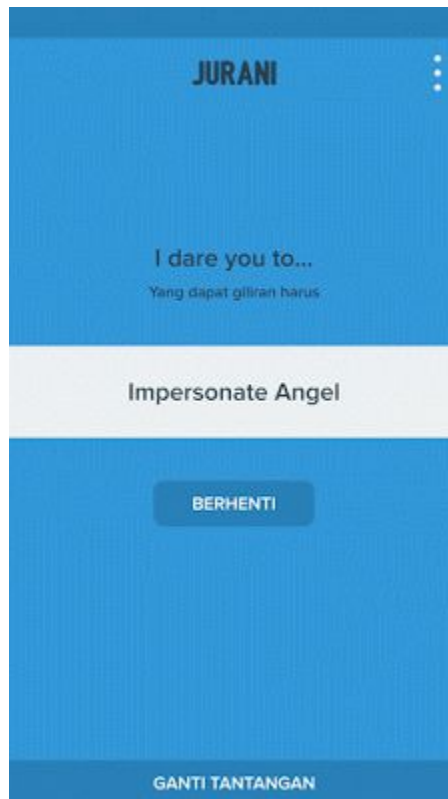 JURANI
I dare you to...
Yang dapat giliran harus
Impersonate Angel
BERHENTI
GANTI TANTANGAN